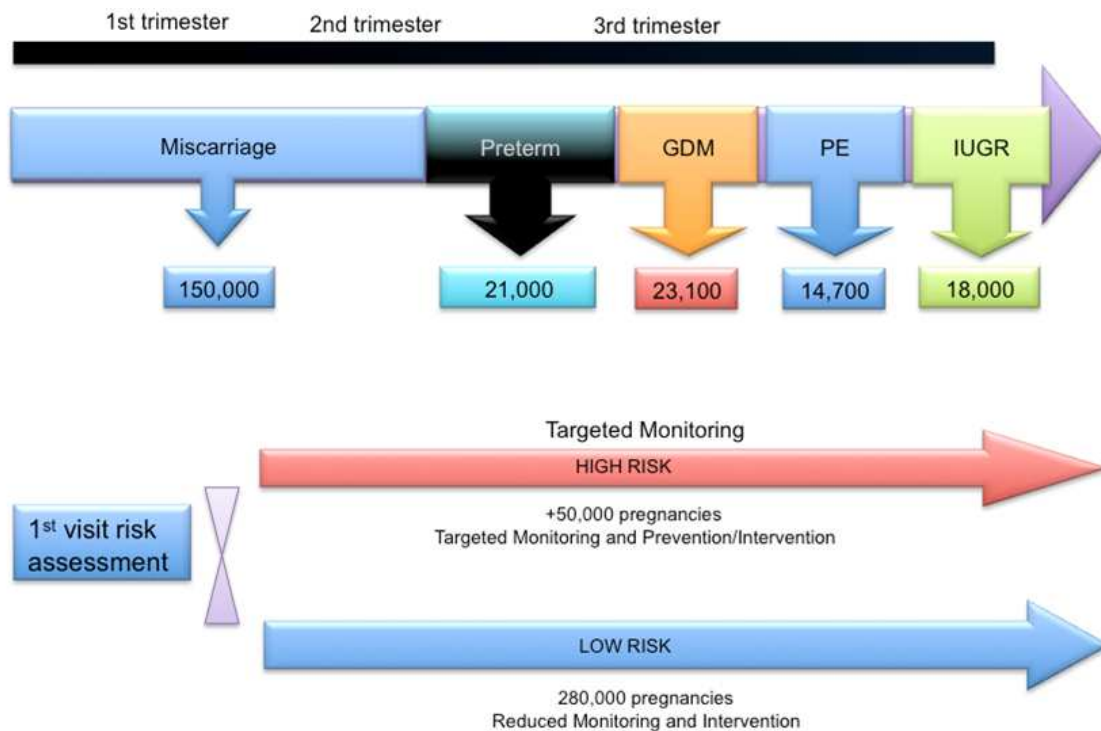 1st trimester
2nd trimester
3rd trimester
Miscarriage
Preterm
GDM
PE
IUGR
150,000
21,000
23,100
14,700
18,000
Targeted Monitoring
HIGH RISK
+50,000 pregnancies
Targeted Monitoring and Prevention/Intervention
1st visit risk
assessment
LOW RISK
280,000 pregnancies
Reduced Monitoring and Intervention